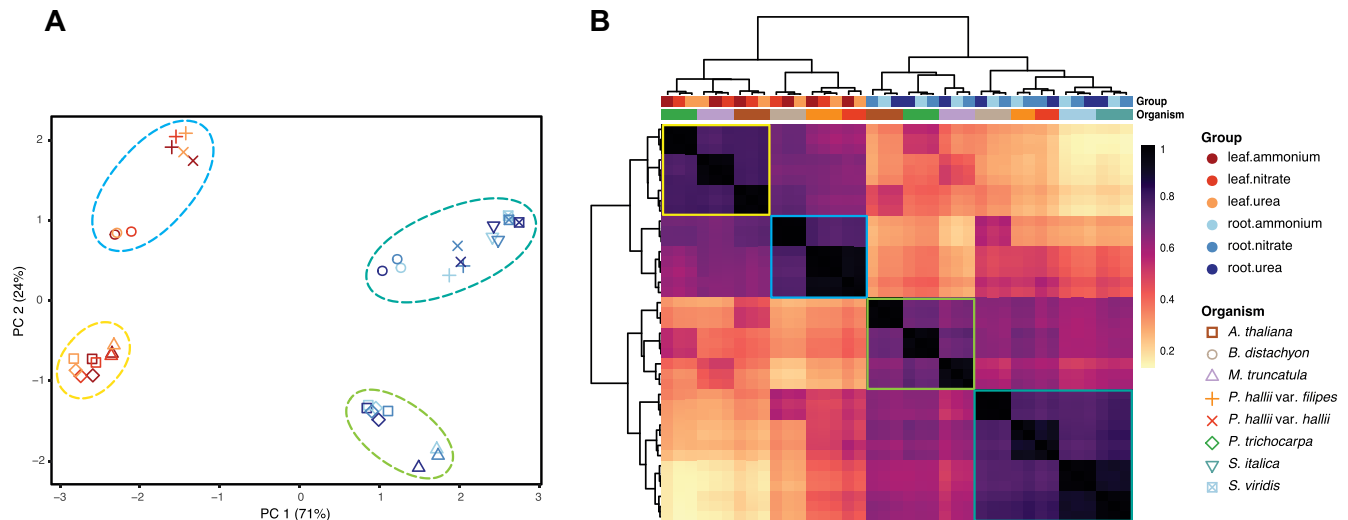 A
B
2
1
0
−1
−2
PC 2 (24%)
−3
−2
−1
0
1
2
3
PC 1 (71%)
Group
Organism
1
0.8
0.6
0.4
0.2
Group
leaf.ammonium
leaf.nitrate
leaf.urea
root.ammonium
root.nitrate
root.urea
Organism
A. thaliana
B. distachyon
M. truncatula
P. hallii var. filipes
P. hallii var. hallii
P. trichocarpa
S. italica
S. viridis